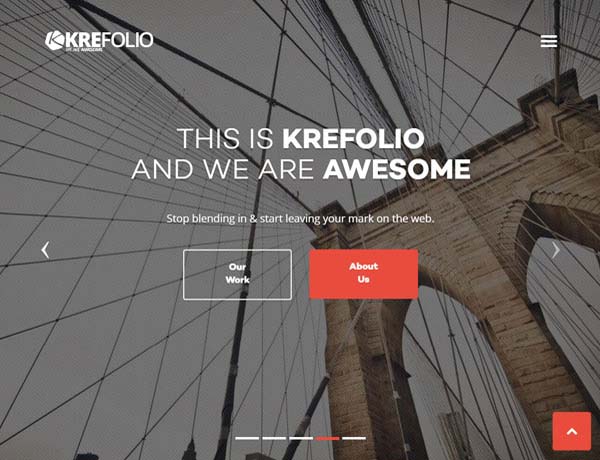 KREFOLIO
WE ARE AWESOME
THIS IS KREFOLIO
AND WE ARE AWESOME
Stop blending in & start leaving your mark on the web.
Our
Work
About
Us